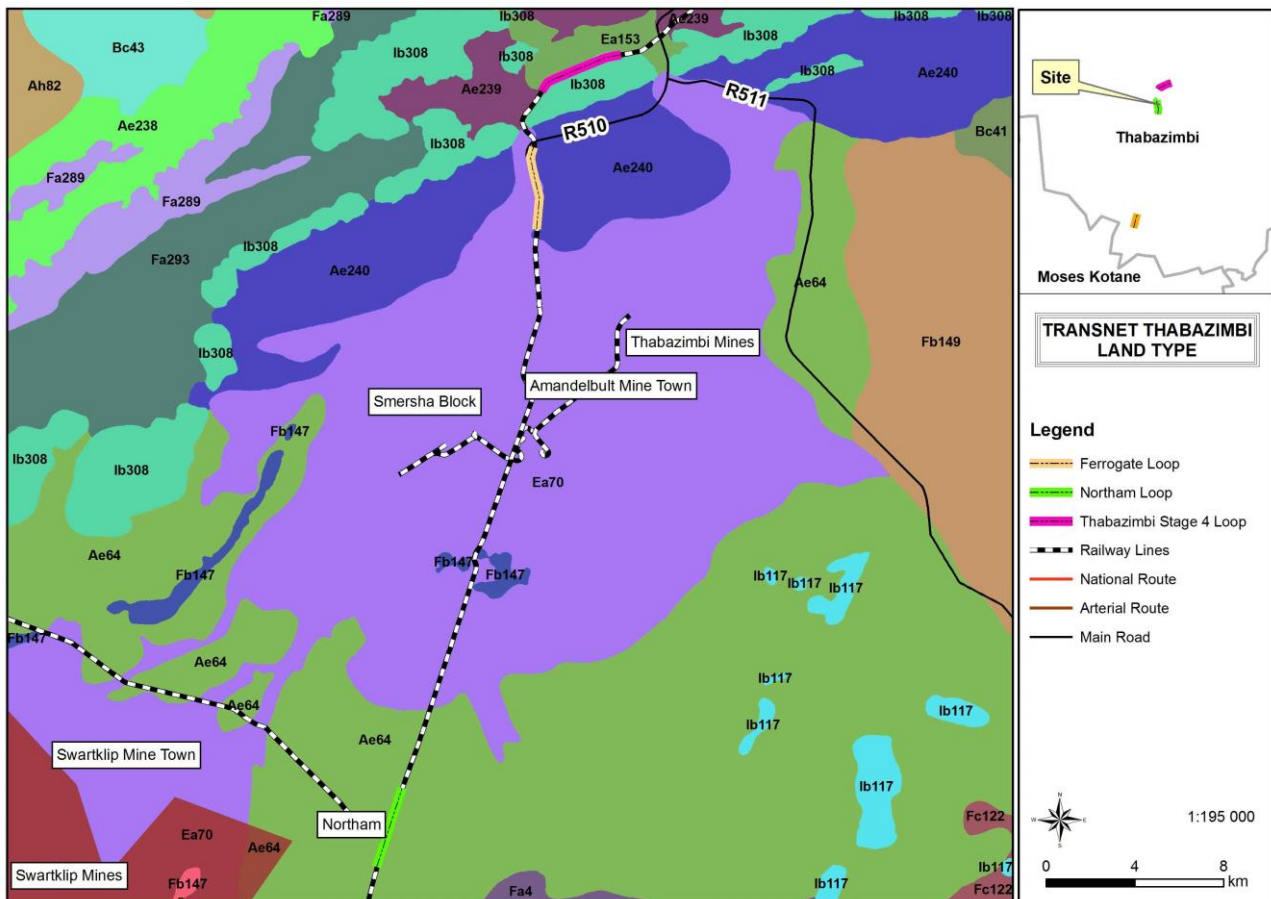 Fa289
Ib308
Ae239
Ib308
Ib308
Bc43
Ea153
Ib308
Ib308
Ib308
Ah82
Ib308
Ib308
Ae240
Ae239
R511
Ae238
R510
Bc41
Ib308
Fa289
Ae240
Fa289
Ib308
Fa293
Ae240
Ae64
Fb149
Thabazimbi Mines
Ib308
Amandelbult Mine Town
Smersha Block
Fb147
Ib308
Ib308
Ea70
Ae64
Fb147
Fb147
Fb147
Ib117
Ib117
Ib117
Fb147
Ae64
Ib117
Ae64
Ib117
Ib117
Ae64
Swartklip Mine Town
Ib117
Northam
Fc122
Ea70
Ae64
Ib117
Swartklip Mines
Fb147
Fa4
Ib117
Fc122
Site
Thabazimbi
Moses Kotane
TRANSNET THABAZIMBI
LAND TYPE
Legend
Ferrogate Loop
Northam Loop
Thabazimbi Stage 4 Loop
Railway Lines
National Route
Arterial Route
Main Road
N
W E
S
1:195 000
0 4 8
km